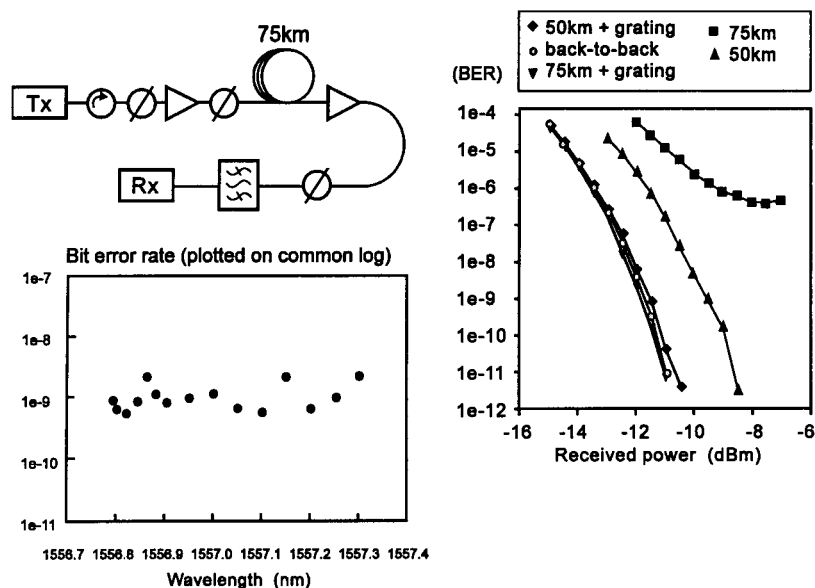 75km
Tx
Rx
Bit error rate (plotted on common log)
1e-7
1e-8
1e-9
1e-10
1e-11
1556.7 1556.8 1556.9 1557.0 1557.1 1557.2 1557.3 1557.4
Wavelength (nm)
50km + grating
back-to-back
75km + grating
75km
50km
(BER)
1e-4
1e-5
1e-6
1e-7
1e-8
1e-9
1e-10
1e-11
1e-12
-16 -14 -12 -10 -8 -6
Received power (dBm)